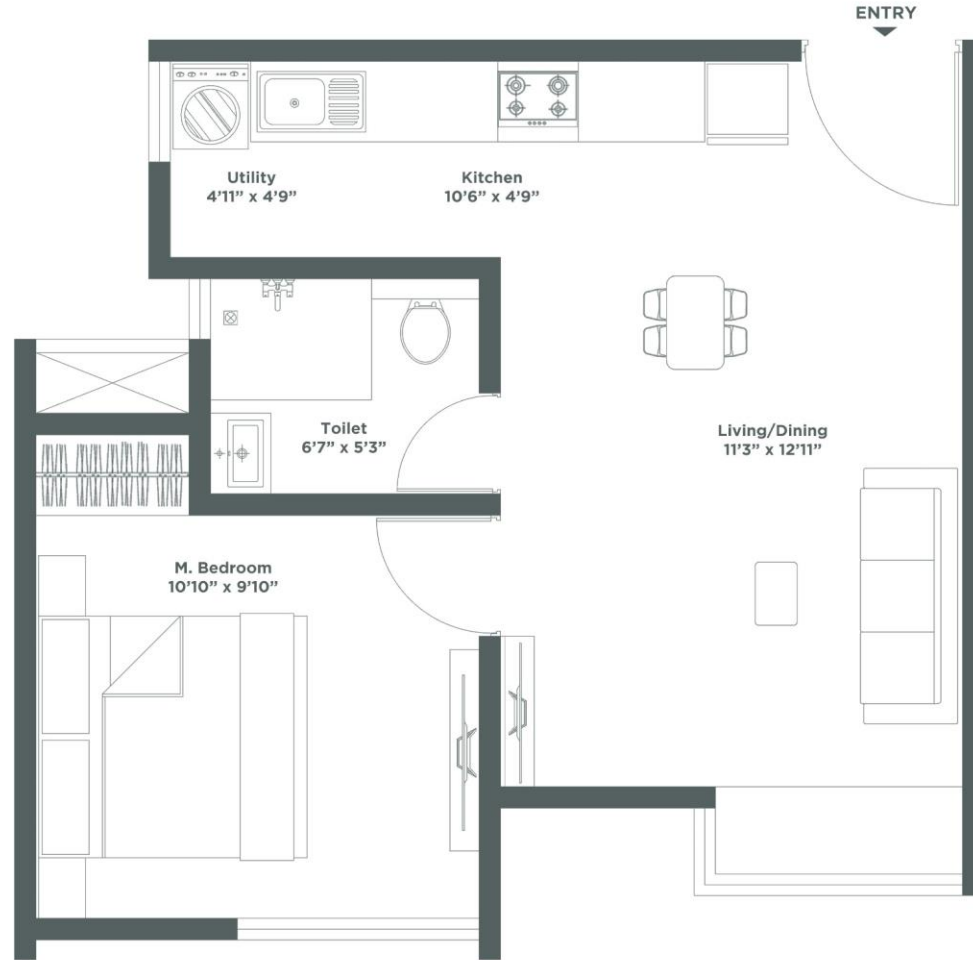 ENTRY
Utility
4’11” x 4’9”
Kitchen
10’6” x 4’9”
Toilet
6’7” x 5’3”
Living/Dining
11’3” x 12’11”
M. Bedroom
10’10” x 9’10”